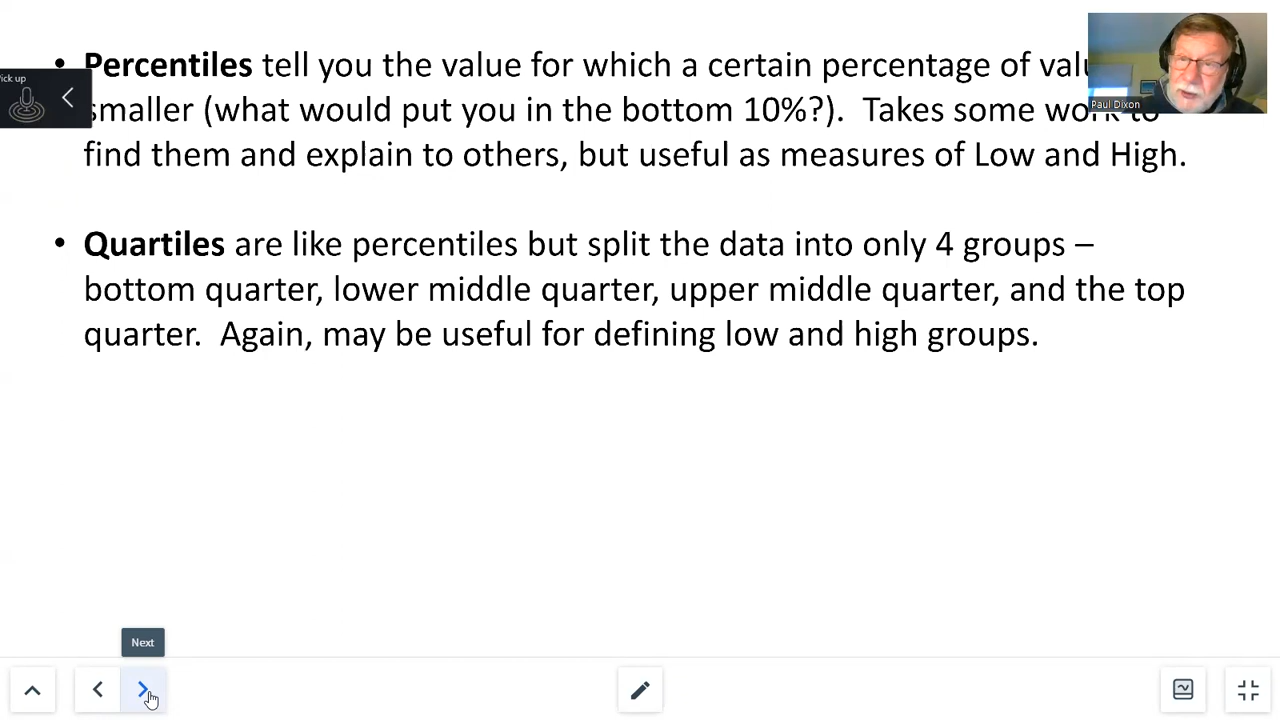 • Percentiles tell you the value for which a certain percentage of
smaller (what would put you in the bottom 10%?). Takes some work to
find them and explain to others, but useful as measures of Low and High.
• Quartiles are like percentiles but split the data into only 4 groups –
bottom quarter, lower middle quarter, upper middle quarter, and the top
quarter. Again, may be useful for defining low and high groups.
Paul Dixon
Next